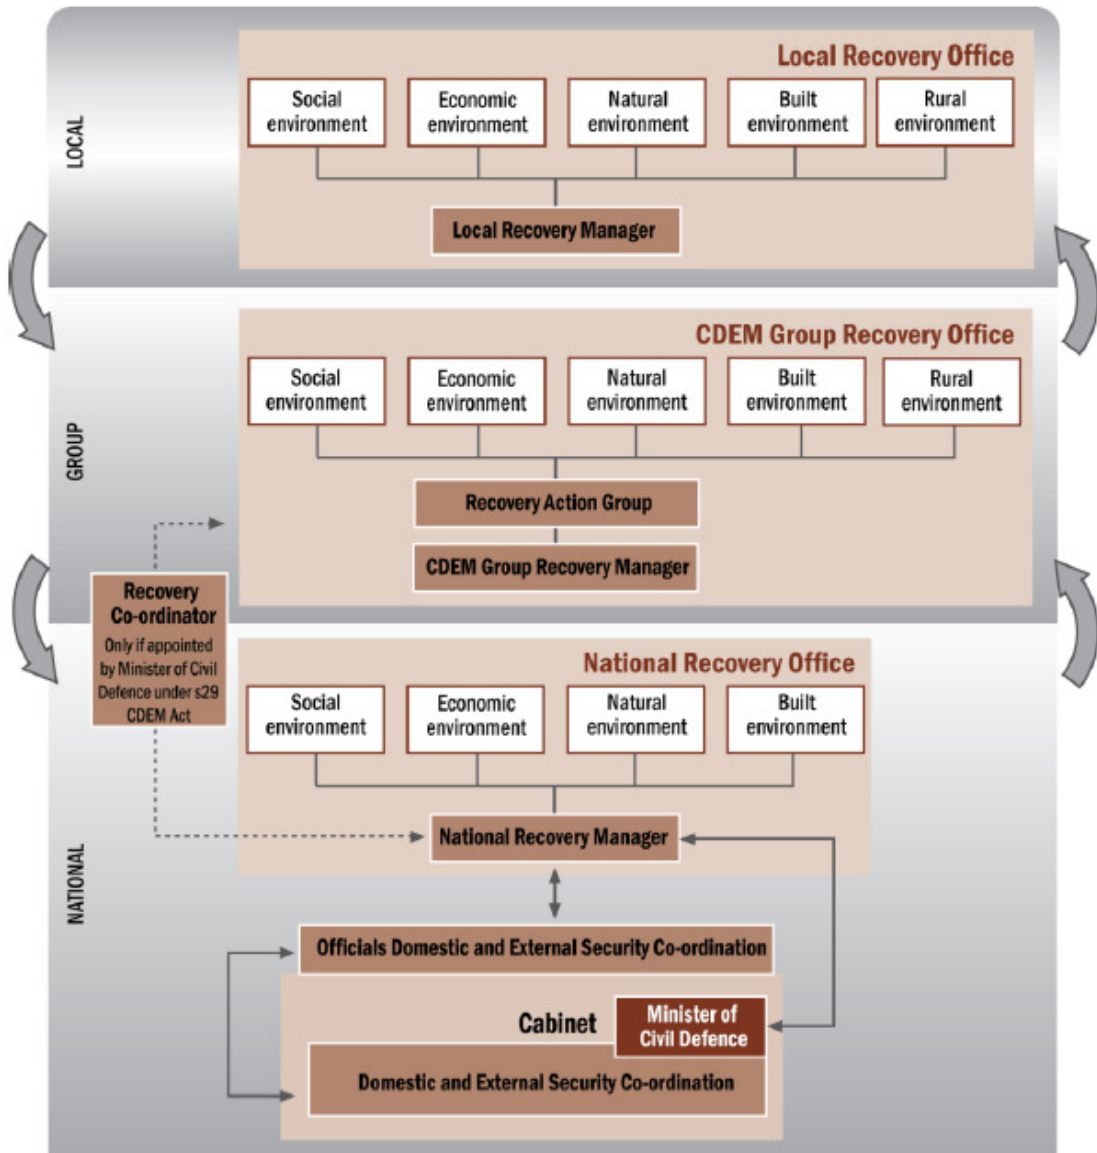 LOCAL
Local Recovery Office
Social
environment
Economic
environment
Natural
environment
Built
environment
Rural
environment
Local Recovery Manager
GROUP
CDEM Group Recovery Office
Social
environment
Economic
environment
Natural
environment
Built
environment
Rural
environment
Recovery Action Group
CDEM Group Recovery Manager
Recovery
Co-ordinator
Only if appointed
by Minister of Civil
Defence under s29
CDEM Act
NATIONAL
National Recovery Office
Social
environment
Economic
environment
Natural
environment
Built
environment
National Recovery Manager
Officials Domestic and External Security Co-ordination
Cabinet
Minister of
Civil Defence
Domestic and External Security Co-ordination